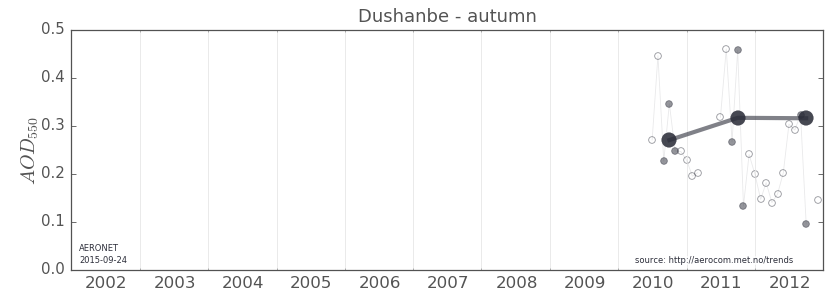 Dushanbe - autumn
0.5
0.4
0.3
0.2
0.1
0.0
AOD550
AERONET
2015-09-24
source: http://aerocom.met.no/trends
2002 2003 2004 2005 2006 2007 2008 2009 2010 2011 2012